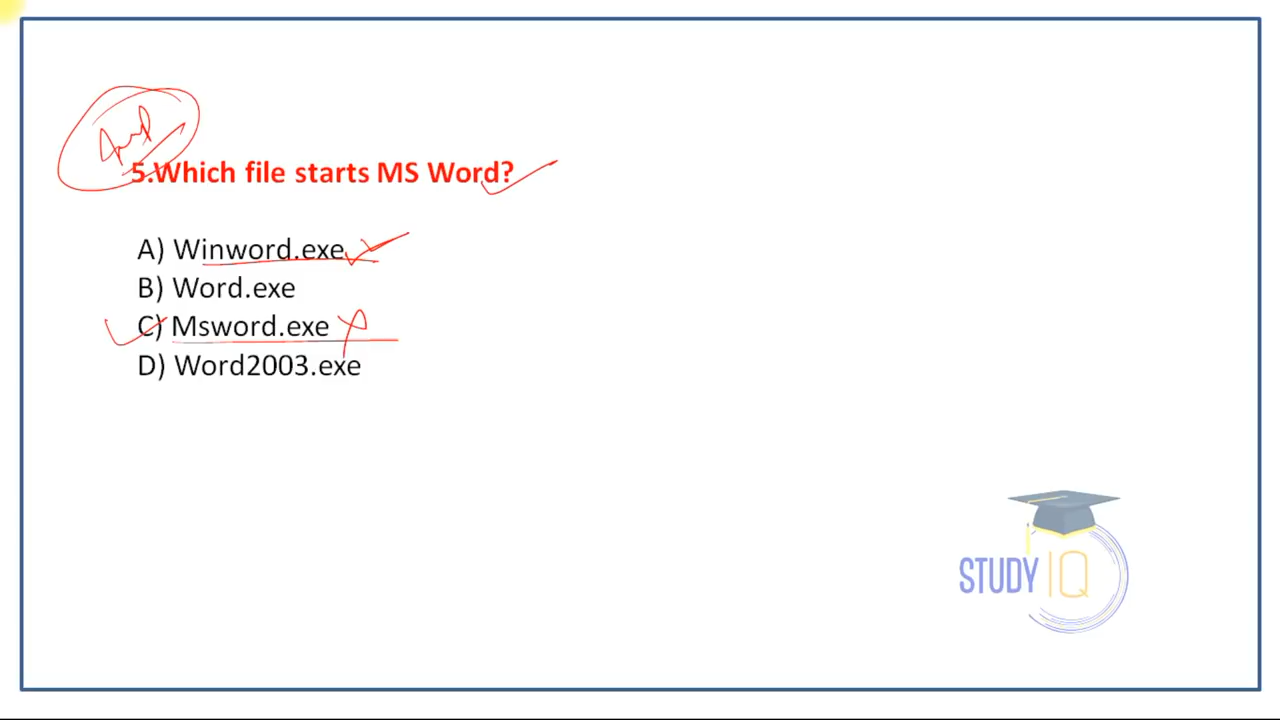 5.Which file starts MS Word?
A) Winword.exe
B) Word.exe
C) Msword.exe
D) Word2003.exe
STUDY IQ